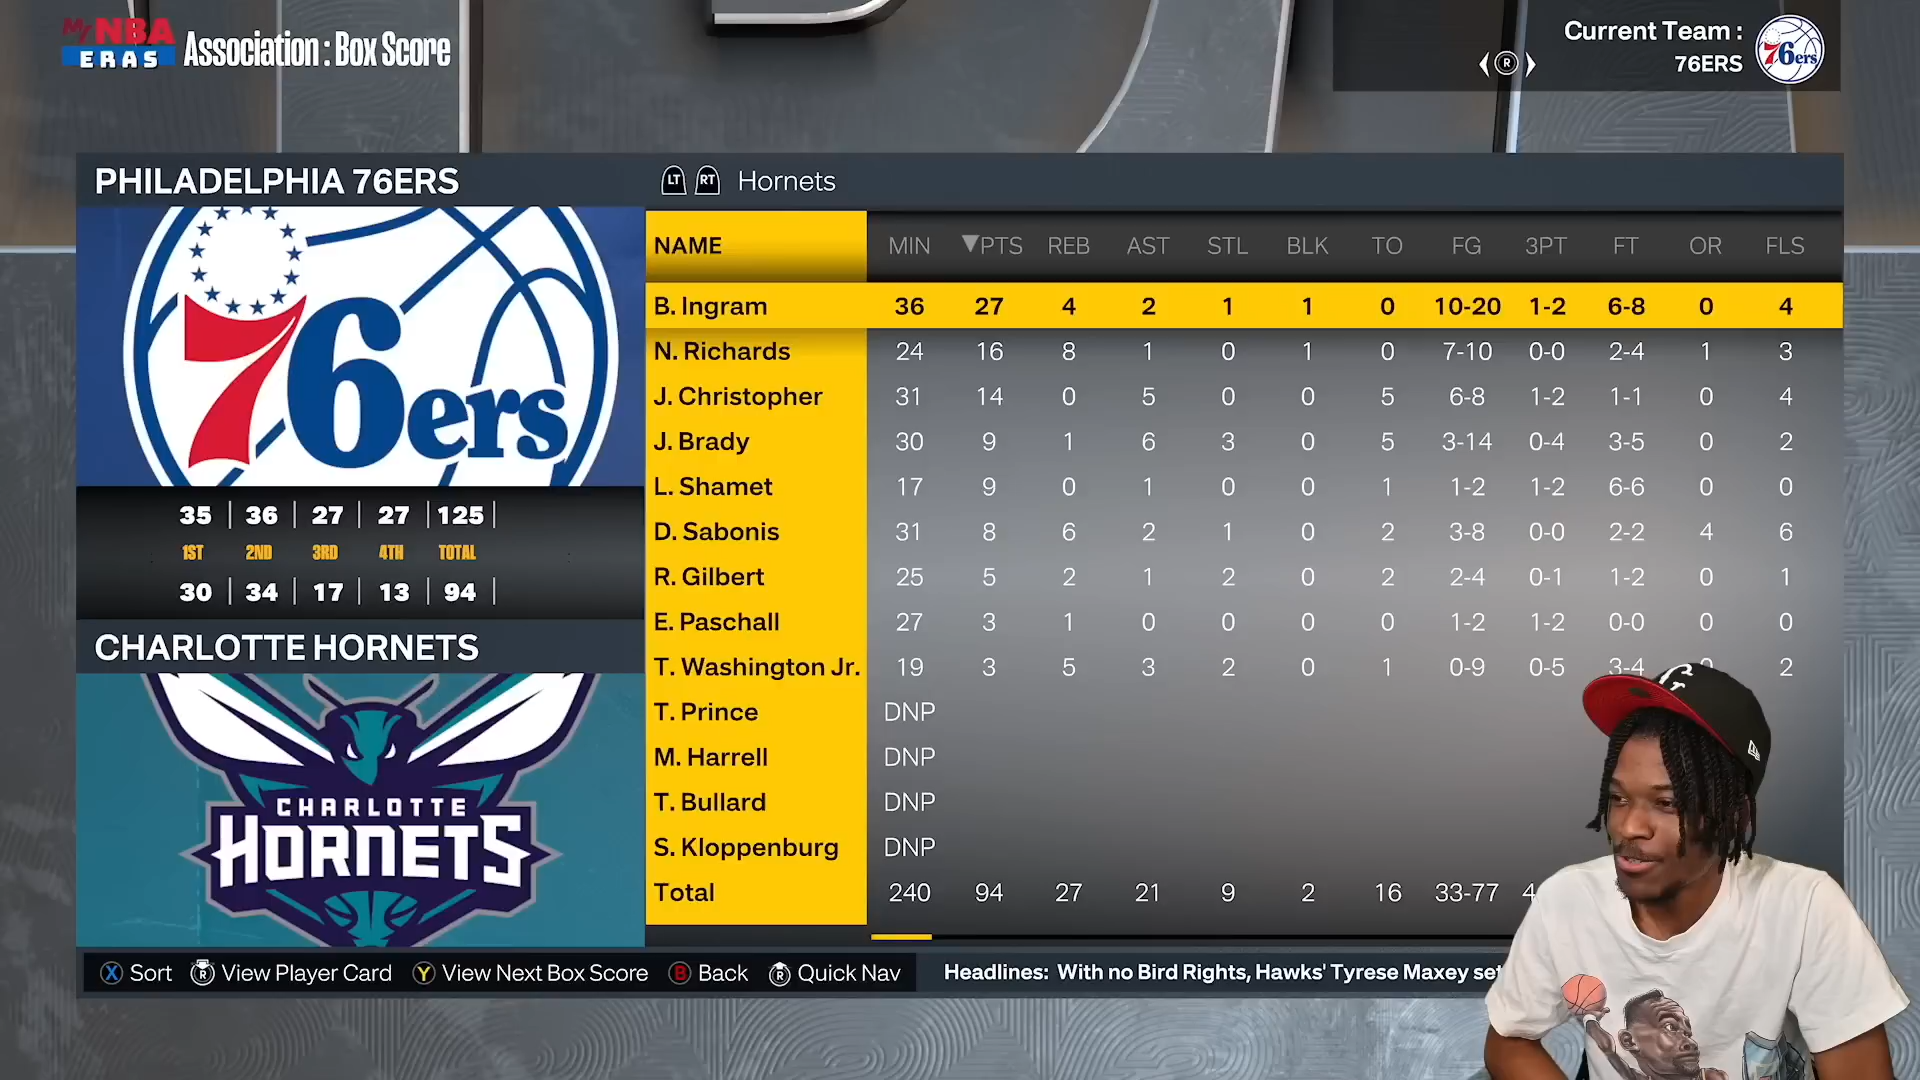 MyNBA
ERAS
Association : Box Score
Current Team :
76ERS
R
76ers
PHILADELPHIA 76ERS
LT RT Hornets
76ers
NAME MIN PTS REB AST STL BLK TO FG 3PT FT OR FLS
B. Ingram 36 27 4 2 1 1 0 10-20 1-2 6-8 0 4
N. Richards 24 16 8 1 0 1 0 7-10 0-0 2-4 1 3
J. Christopher 31 14 0 5 0 0 5 6-8 1-2 1-1 0 4
J. Brady 30 9 1 6 3 0 5 3-14 0-4 3-5 0 2
L. Shamet 17 9 0 1 0 0 1 1-2 1-2 6-6 0 0
D. Sabonis 31 8 6 2 1 0 2 3-8 0-0 2-2 4 6
R. Gilbert 25 5 2 1 2 0 2 2-4 0-1 1-2 0 1
E. Paschall 27 3 1 0 0 0 0 1-2 1-2 0-0 0 0
T. Washington Jr. 19 3 5 3 2 0 1 0-9 0-5 3-4 0 2
T. Prince DNP
M. Harrell DNP
T. Bullard DNP
S. Kloppenburg DNP
Total 240 94 27 21 9 2 16 33-77 4
35 36 27 27 125
1ST 2ND 3RD 4TH TOTAL
30 34 17 13 94
CHARLOTTE HORNETS
CHARLOTTE
HORNETS
X Sort R View Player Card Y View Next Box Score B Back R Quick Nav
Headlines: With no Bird Rights, Hawks' Tyrese Maxey set